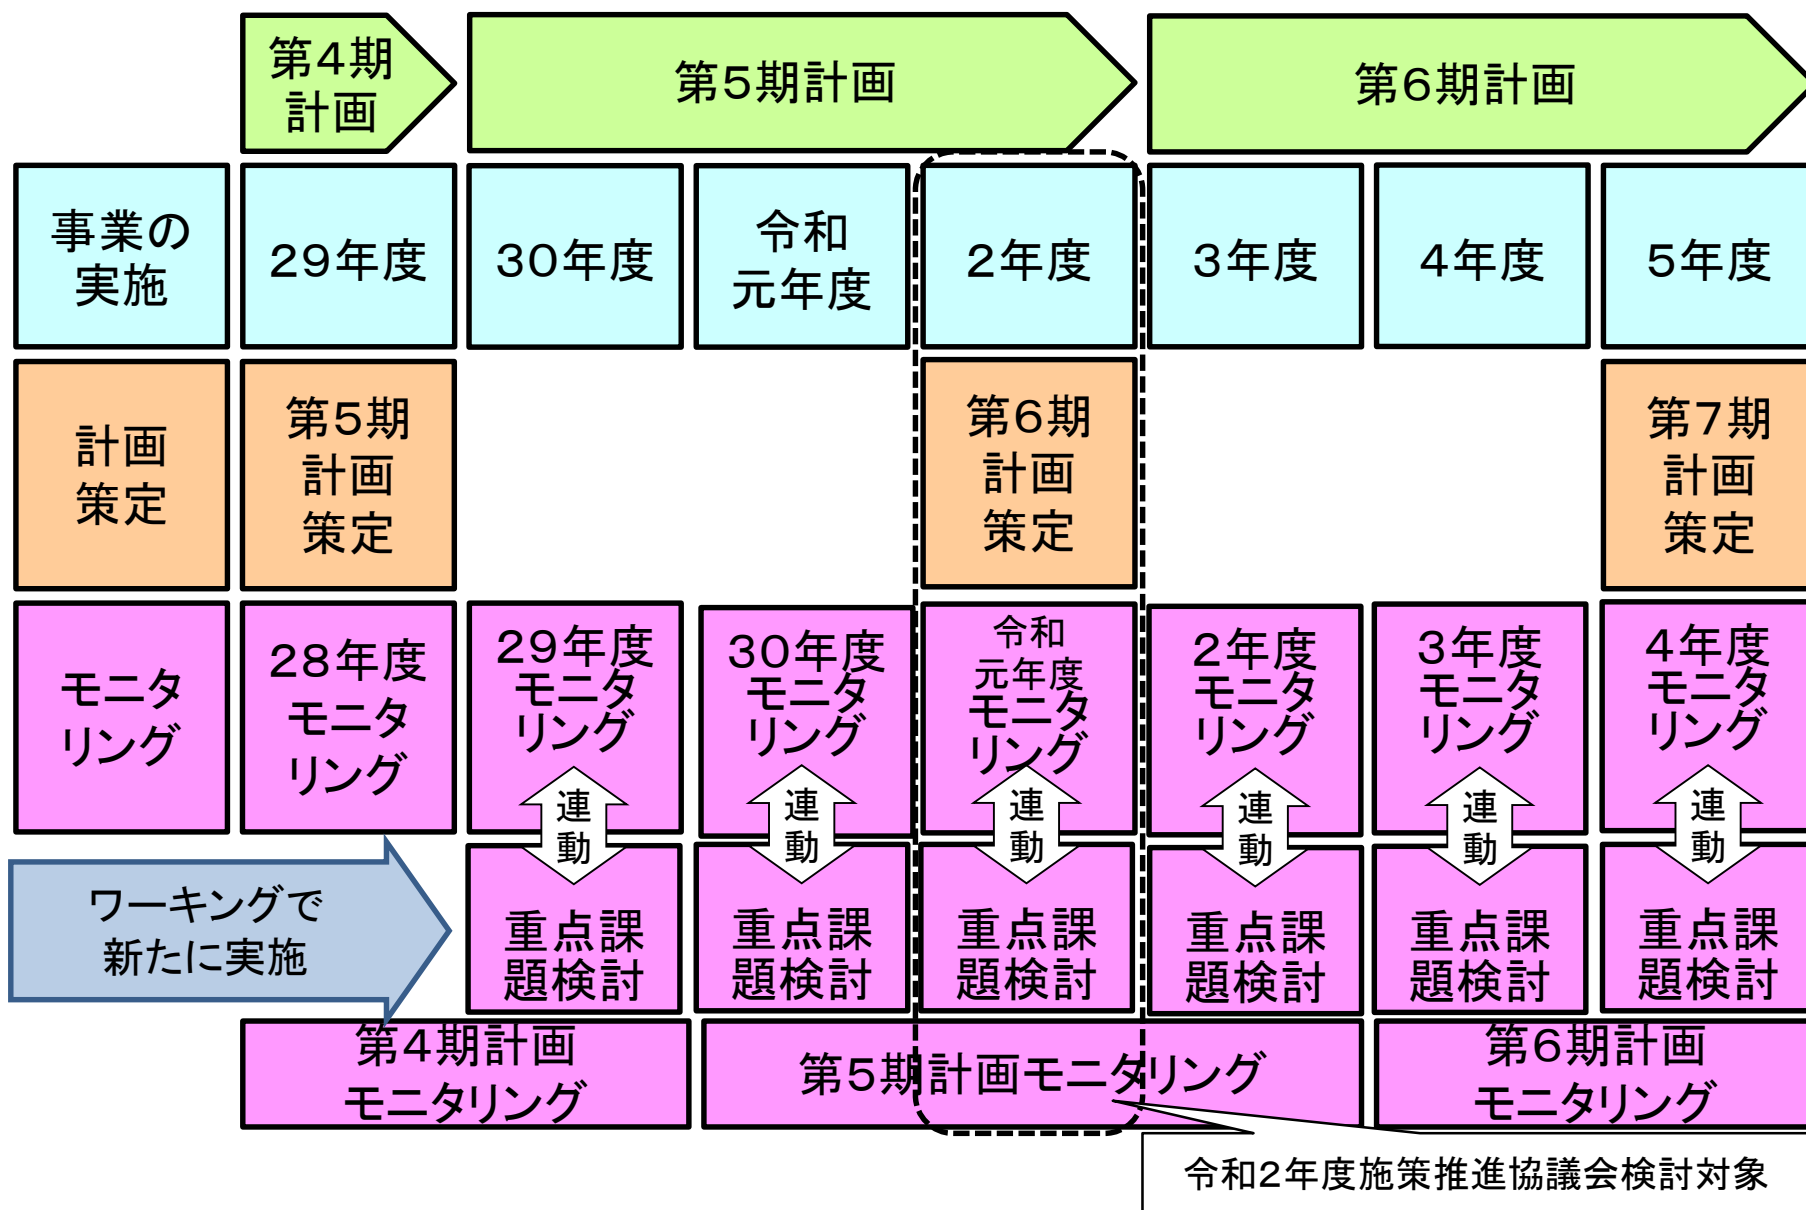 第4期
計画
第5期計画
第6期計画
事業の
実施
29年度
30年度
令和
元年度
2年度
3年度
4年度
5年度
計画
策定
第5期
計画
策定
第6期
計画
策定
第7期
計画
策定
モニタ
リング
28年度
モニタ
リング
29年度
モニタ
リング
30年度
モニタ
リング
令和
元年度
モニタ
リング
2年度
モニタ
リング
3年度
モニタ
リング
4年度
モニタ
リング
連
動
連
動
連
動
連
動
連
動
連
動
ワーキングで
新たに実施
重点課
題検討
重点課
題検討
重点課
題検討
重点課
題検討
重点課
題検討
重点課
題検討
第4期計画
モニタリング
第5期計画モニタリング
第6期計画
モニタリング
令和2年度施策推進協議会検討対象